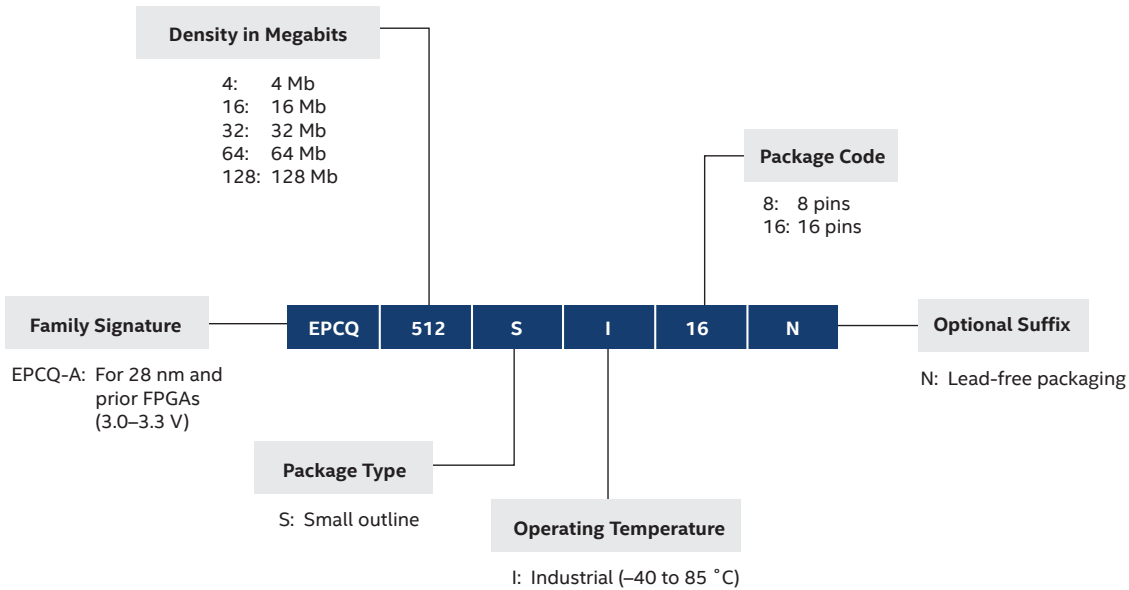 Density in Megabits
4: 4 Mb
16: 16 Mb
32: 32 Mb
64: 64 Mb
128: 128 Mb
Package Code
8: 8 pins
16: 16 pins
Family Signature
EPCQ 512 S I 16 N
Optional Suffix
EPCQ-A: For 28 nm and
prior FPGAs
(3.0–3.3 V)
N: Lead-free packaging
Package Type
S: Small outline
Operating Temperature
I: Industrial (–40 to 85 ˚C)